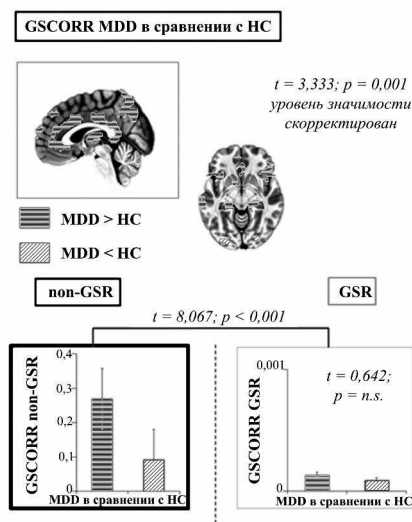 GSCORR MDD в сравнении с HC
t = 3,333; p = 0,001
уровень значимости
скорректирован
MDD > HC
MDD < HC
non-GSR
GSR
t = 8,067; p < 0,001
GSCORR non-GSR
0,4
0,3
0,2
0,1
0
MDD в сравнении с HC
GSCORR GSR
0,001
0
t = 0,642;
p = n.s.
MDD в сравнении с HC